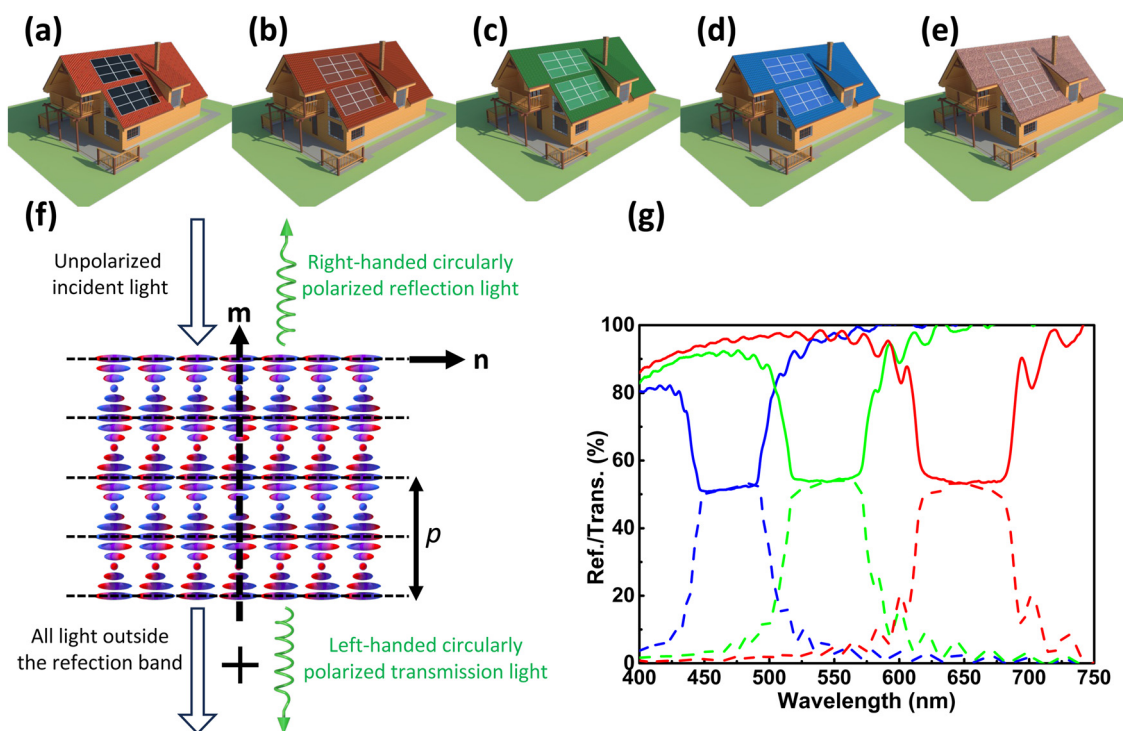 (a)
(b)
(c)
(d)
(e)
(f)
(g)
Unpolarized
incident light
Right-handed circularly
polarized reflection light
m
n
p
All light outside
the refection band
+
Left-handed circularly
polarized transmission light
Ref./Trans. (%)
100
80
60
40
20
0
400 450 500 550 600 650 700 750
Wavelength (nm)